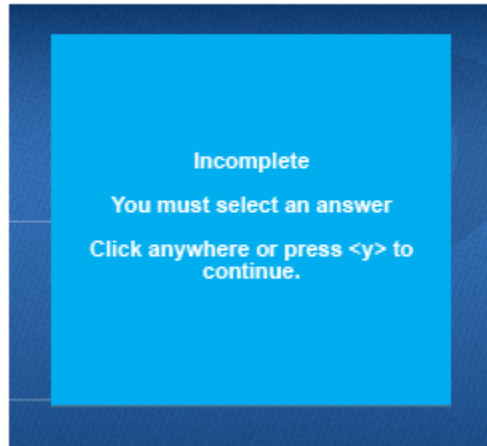 Incomplete
You must select an answer
Click anywhere or press <y> to
continue.